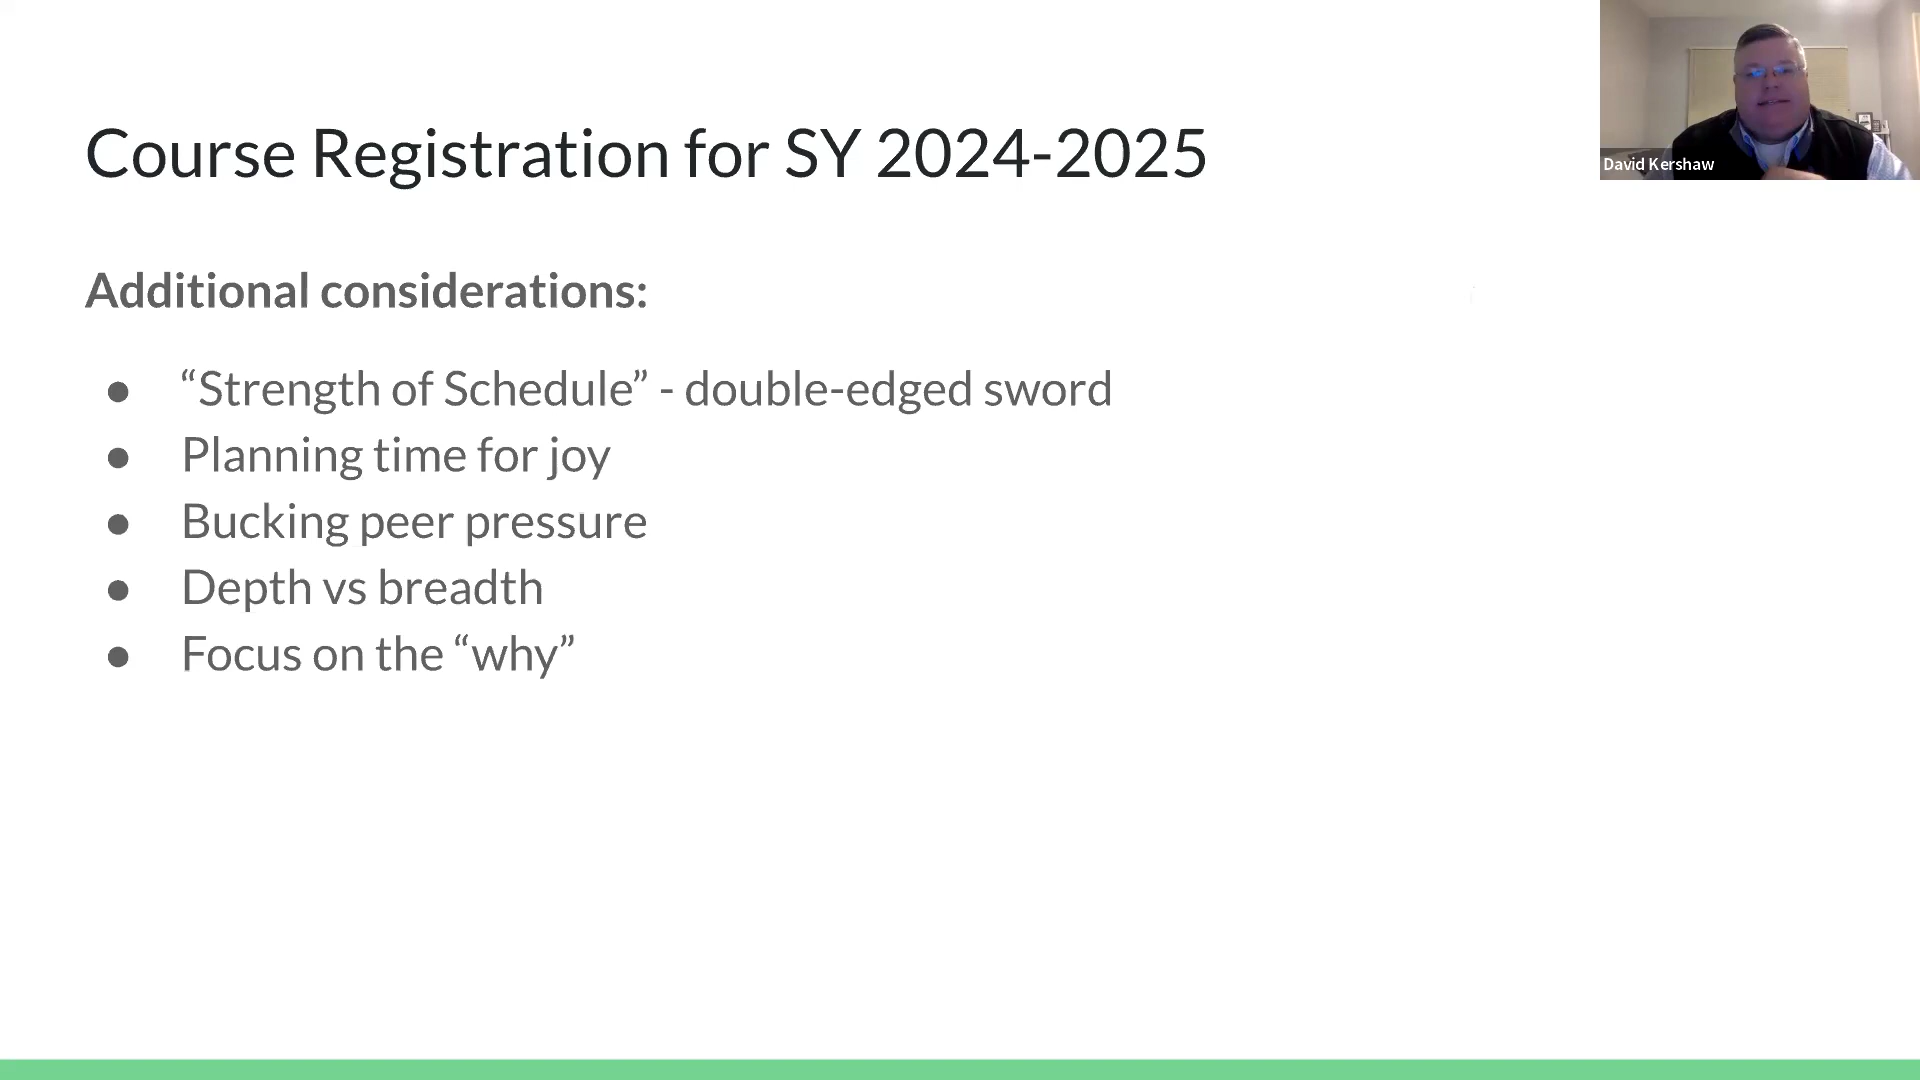 Course Registration for SY 2024-2025
David Kershaw
Additional considerations:
● “Strength of Schedule” - double-edged sword
● Planning time for joy
● Bucking peer pressure
● Depth vs breadth
● Focus on the “why”